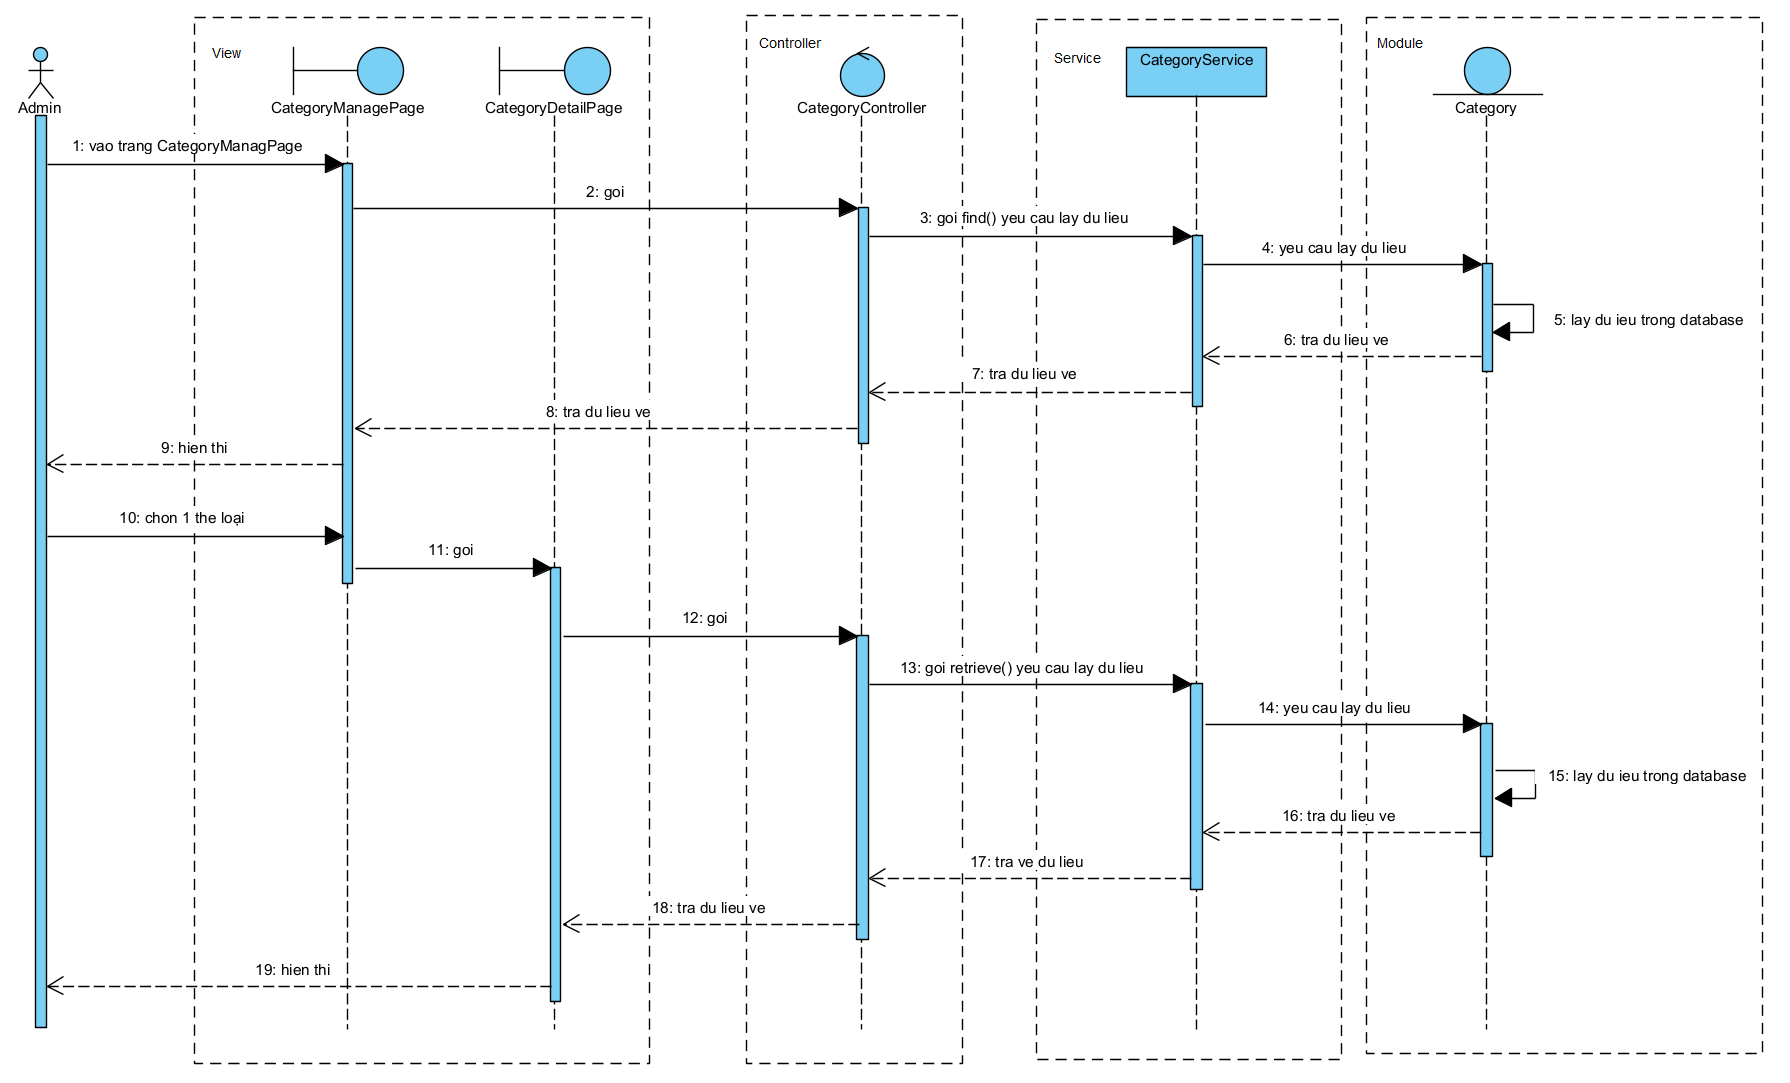 View
Controller
Service
Module
Admin
CategoryManagePage
CategoryDetailPage
CategoryController
CategoryService
Category
1: vao trang CategoryManagPage
2: goi
3: goi find() yeu cau lay du lieu
4: yeu cau lay du lieu
5: lay du ieu trong database
6: tra du lieu ve
7: tra du lieu ve
8: tra du lieu ve
9: hien thi
10: chon 1 the loại
11: goi
12: goi
13: goi retrieve() yeu cau lay du lieu
14: yeu cau lay du lieu
15: lay du ieu trong database
16: tra du lieu ve
17: tra ve du lieu
18: tra du lieu ve
19: hien thi